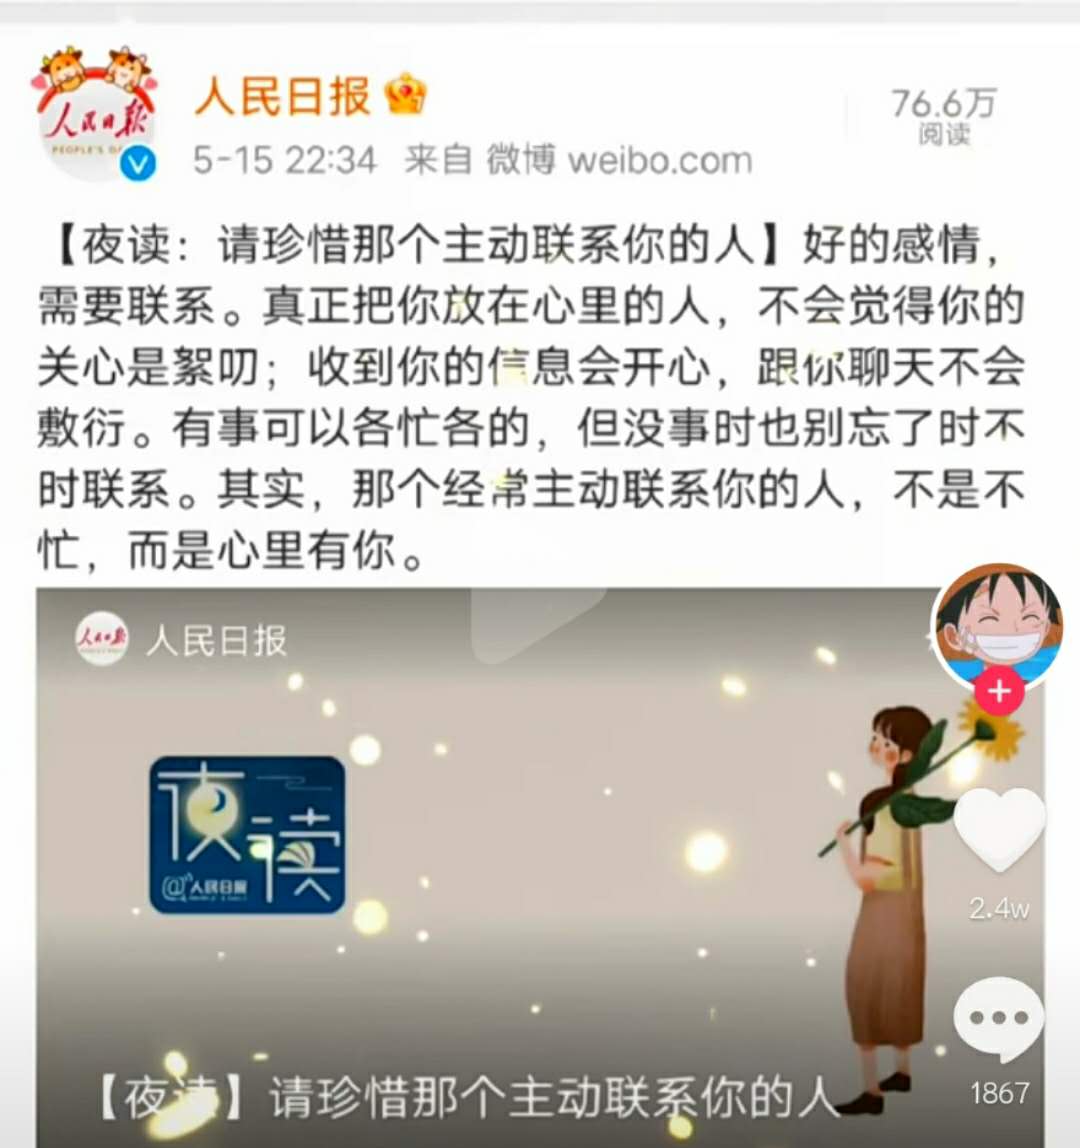 人民日报
76.6万
阅读
5-15 22:34 来自 微博 weibo.com
人民日报
【夜读：请珍惜那个主动联系你的人】好的感情，
需要联系。真正把你放在心里的人，不会觉得你的
关心是絮叨；收到你的信息会开心，跟你聊天不会
敷衍。有事可以各忙各的，但没事时也别忘了时不
时联系。其实，那个经常主动联系你的人，不是不
忙，而是心里有你。
人民日报
人民日报
夜读
@人民日报
2.4w
1867
【夜读】请珍惜那个主动联系你的人